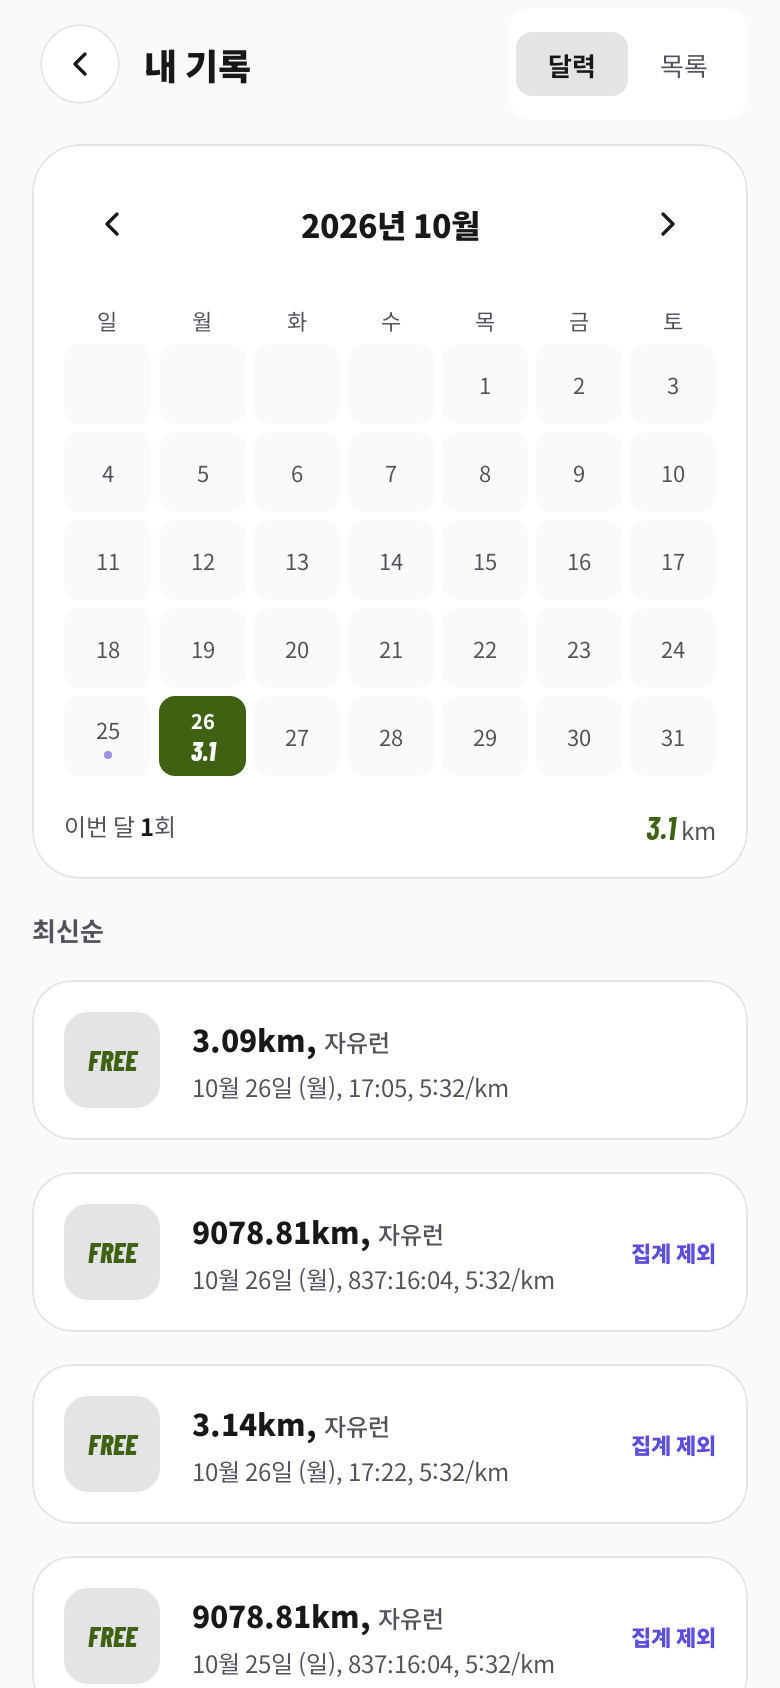 내 기록
달력 목록
2026년 10월
일 월 화 수 목 금 토
1 2 3
4 5 6 7 8 9 10
11 12 13 14 15 16 17
18 19 20 21 22 23 24
25 26 27 28 29 30 31
3.1
이번 달 1회 3.1 km
최신순
FREE
3.09km, 자유런
10월 26일 (월), 17:05, 5:32/km
FREE
9078.81km, 자유런
10월 26일 (월), 837:16:04, 5:32/km
집계 제외
FREE
3.14km, 자유런
10월 26일 (월), 17:22, 5:32/km
집계 제외
FREE
9078.81km, 자유런
10월 25일 (일), 837:16:04, 5:32/km
집계 제외